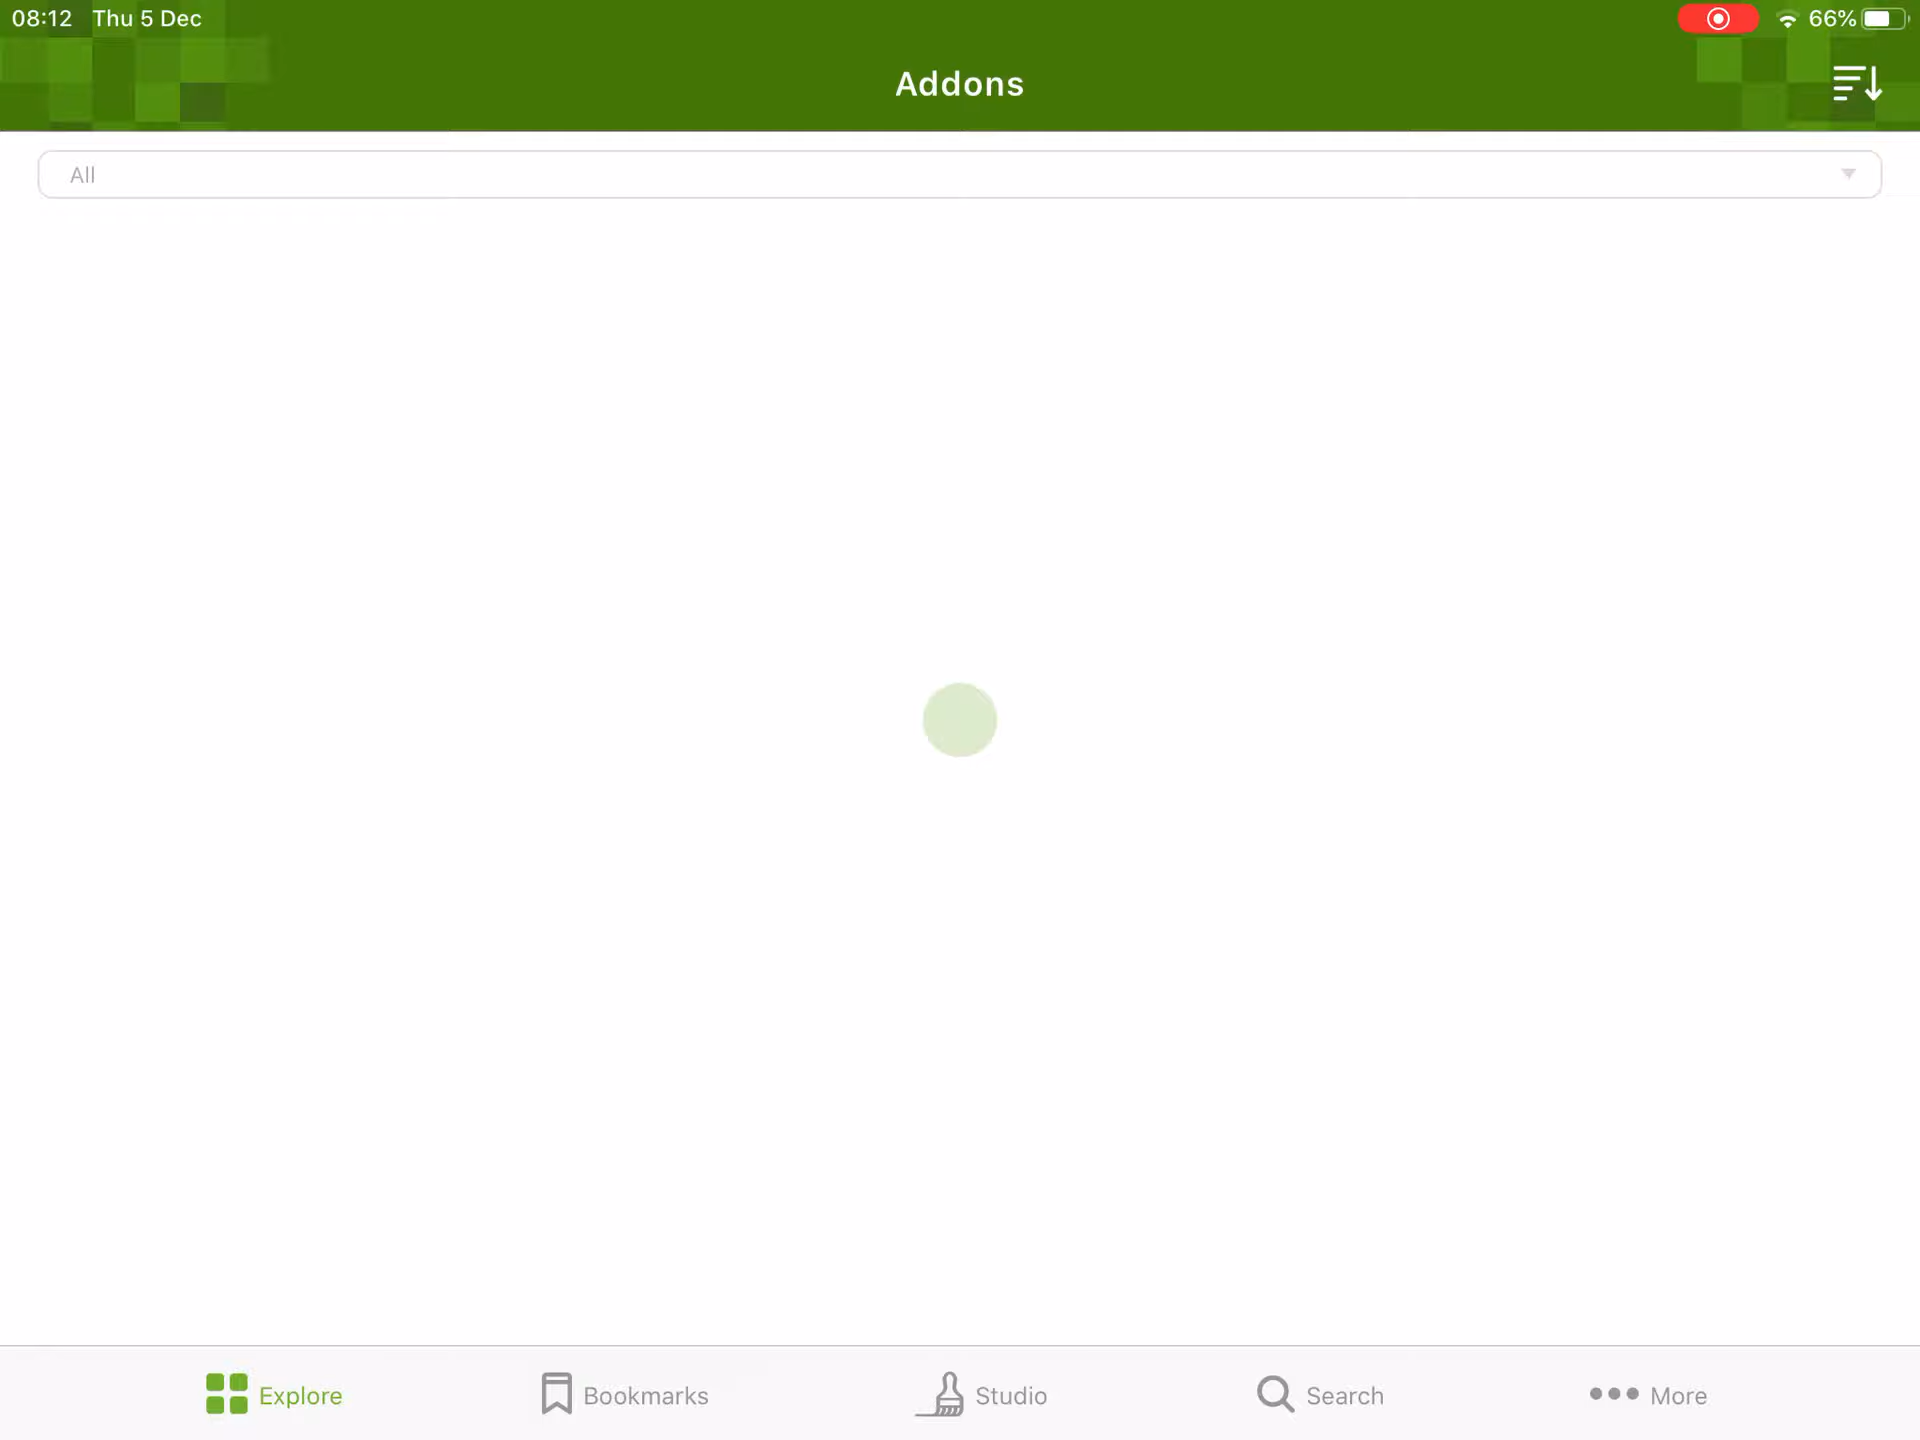 08:12 Thu 5 Dec
66%
Addons
All
Explore
Bookmarks
Studio
Search
More